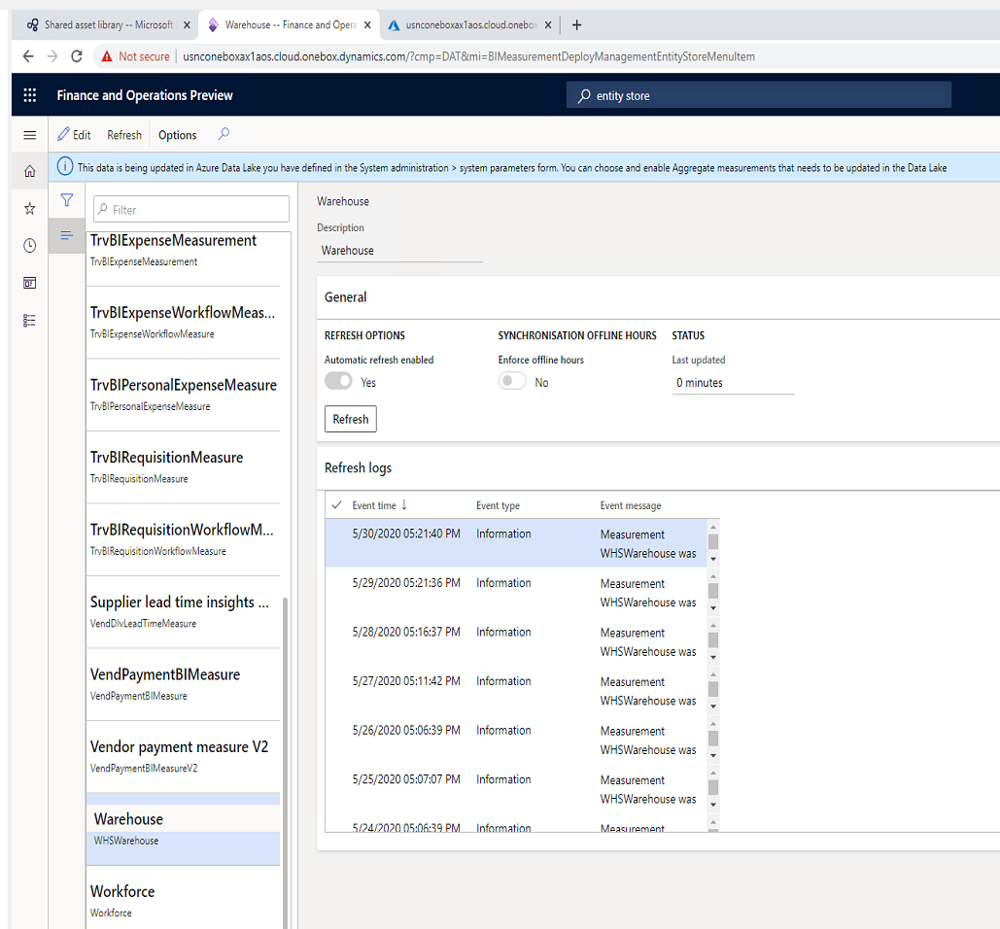 Shared asset library -- Microsoft
Warehouse -- Finance and Opera
usnconeboxax1aos.cloud.onebox
Not secure
usnconeboxax1aos.cloud.onebox.dynamics.com/?cmp=DAT&mi=BIMeasurementDeployManagementEntityStoreMenuItem
Finance and Operations Preview
entity store
Edit Refresh Options
This data is being updated in Azure Data Lake you have defined in the System administration > system parameters form. You can choose and enable Aggregate measurements that needs to be updated in the Data Lake
Filter
TrvBIExpenseMeasurement
TrvBIExpenseMeasurement
TrvBIExpenseWorkflowMeas...
TrvBIExpenseWorkflowMeasure
TrvBIPersonalExpenseMeasure
TrvBIPersonalExpenseMeasure
TrvBIRequisitionMeasure
TrvBIRequisitionMeasure
TrvBIRequisitionWorkflowM...
TrvBIRequisitionWorkflowMeasure
Supplier lead time insights ...
VendDlvLeadTimeMeasure
VendPaymentBIMeasure
VendPaymentBIMeasure
Vendor payment measure V2
VendPaymentBIMeasureV2
Warehouse
WHSWarehouse
Workforce
Workforce
Warehouse
Description
Warehouse
General
REFRESH OPTIONS
Automatic refresh enabled
Yes
Refresh
SYNCHRONISATION OFFLINE HOURS
Enforce offline hours
No
STATUS
Last updated
0 minutes
Refresh logs
Event time Event type Event message
5/30/2020 05:21:40 PM Information Measurement
WHSWarehouse was
5/29/2020 05:21:36 PM Information Measurement
WHSWarehouse was
5/28/2020 05:16:37 PM Information Measurement
WHSWarehouse was
5/27/2020 05:11:42 PM Information Measurement
WHSWarehouse was
5/26/2020 05:06:39 PM Information Measurement
WHSWarehouse was
5/25/2020 05:07:07 PM Information Measurement
WHSWarehouse was
5/24/2020 05:06:39 PM Information Measurement